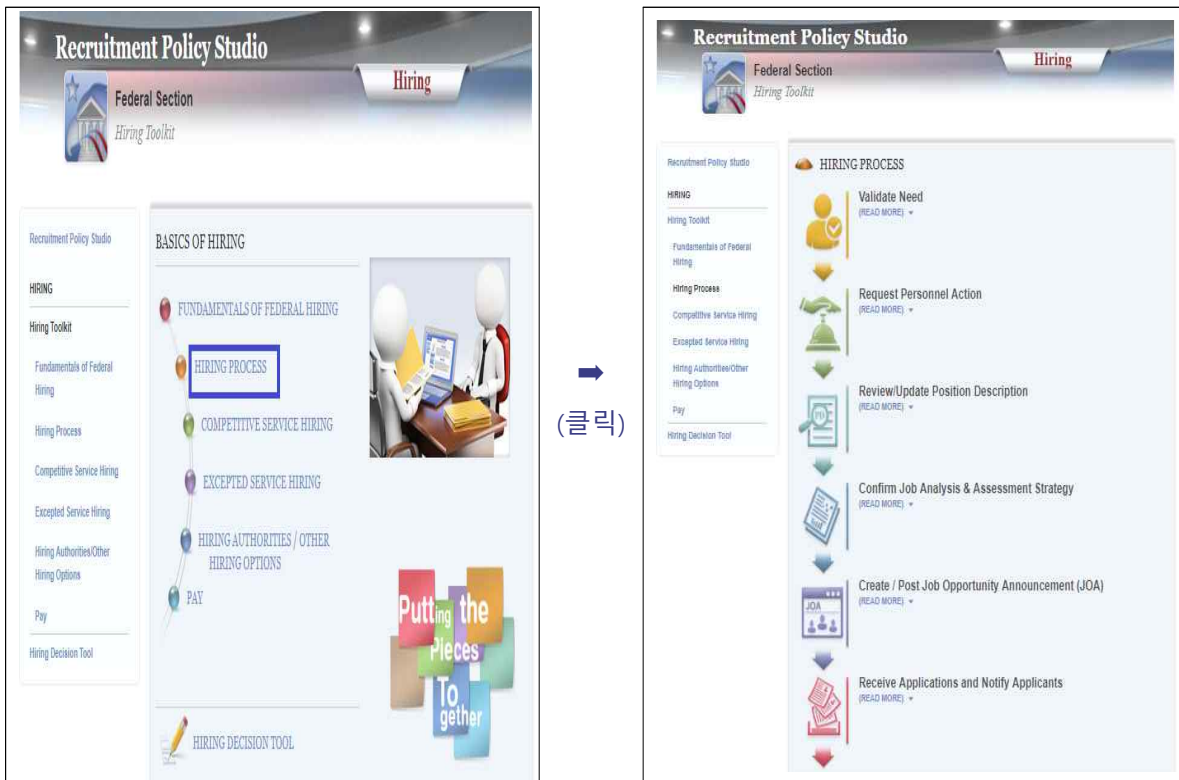 Recruitment Policy Studio
Hiring
Federal Section
Hiring Toolkit
Recruitment Policy Studio
HIRING
Hiring Toolkit
Fundamentals of Federal
Hiring
Hiring Process
Competitive Service Hiring
Excepted Service Hiring
Hiring Authorities/Other
Hiring Options
Pay
Hiring Decision Tool
BASICS OF HIRING
FUNDAMENTALS OF FEDERAL HIRING
HIRING PROCESS
COMPETITIVE SERVICE HIRING
EXCEPTED SERVICE HIRING
HIRING AUTHORITIES / OTHER
HIRING OPTIONS
PAY
Putting the
Pieces
To
gether
HIRING DECISION TOOL
(클릭)
Recruitment Policy Studio
Hiring
Federal Section
Hiring Toolkit
Recruitment Policy Studio
HIRING
Hiring Toolkit
Fundamentals of Federal
Hiring
Hiring Process
Competitive Service Hiring
Excepted Service Hiring
Hiring Authorities/Other
Hiring Options
Pay
Hiring Decision Tool
HIRING PROCESS
Validate Need
(READ MORE)
Request Personnel Action
(READ MORE)
Review/Update Position Description
(READ MORE)
PD
Confirm Job Analysis & Assessment Strategy
(READ MORE)
Create / Post Job Opportunity Announcement (JOA)
(READ MORE)
JOA
Receive Applications and Notify Applicants
(READ MORE)